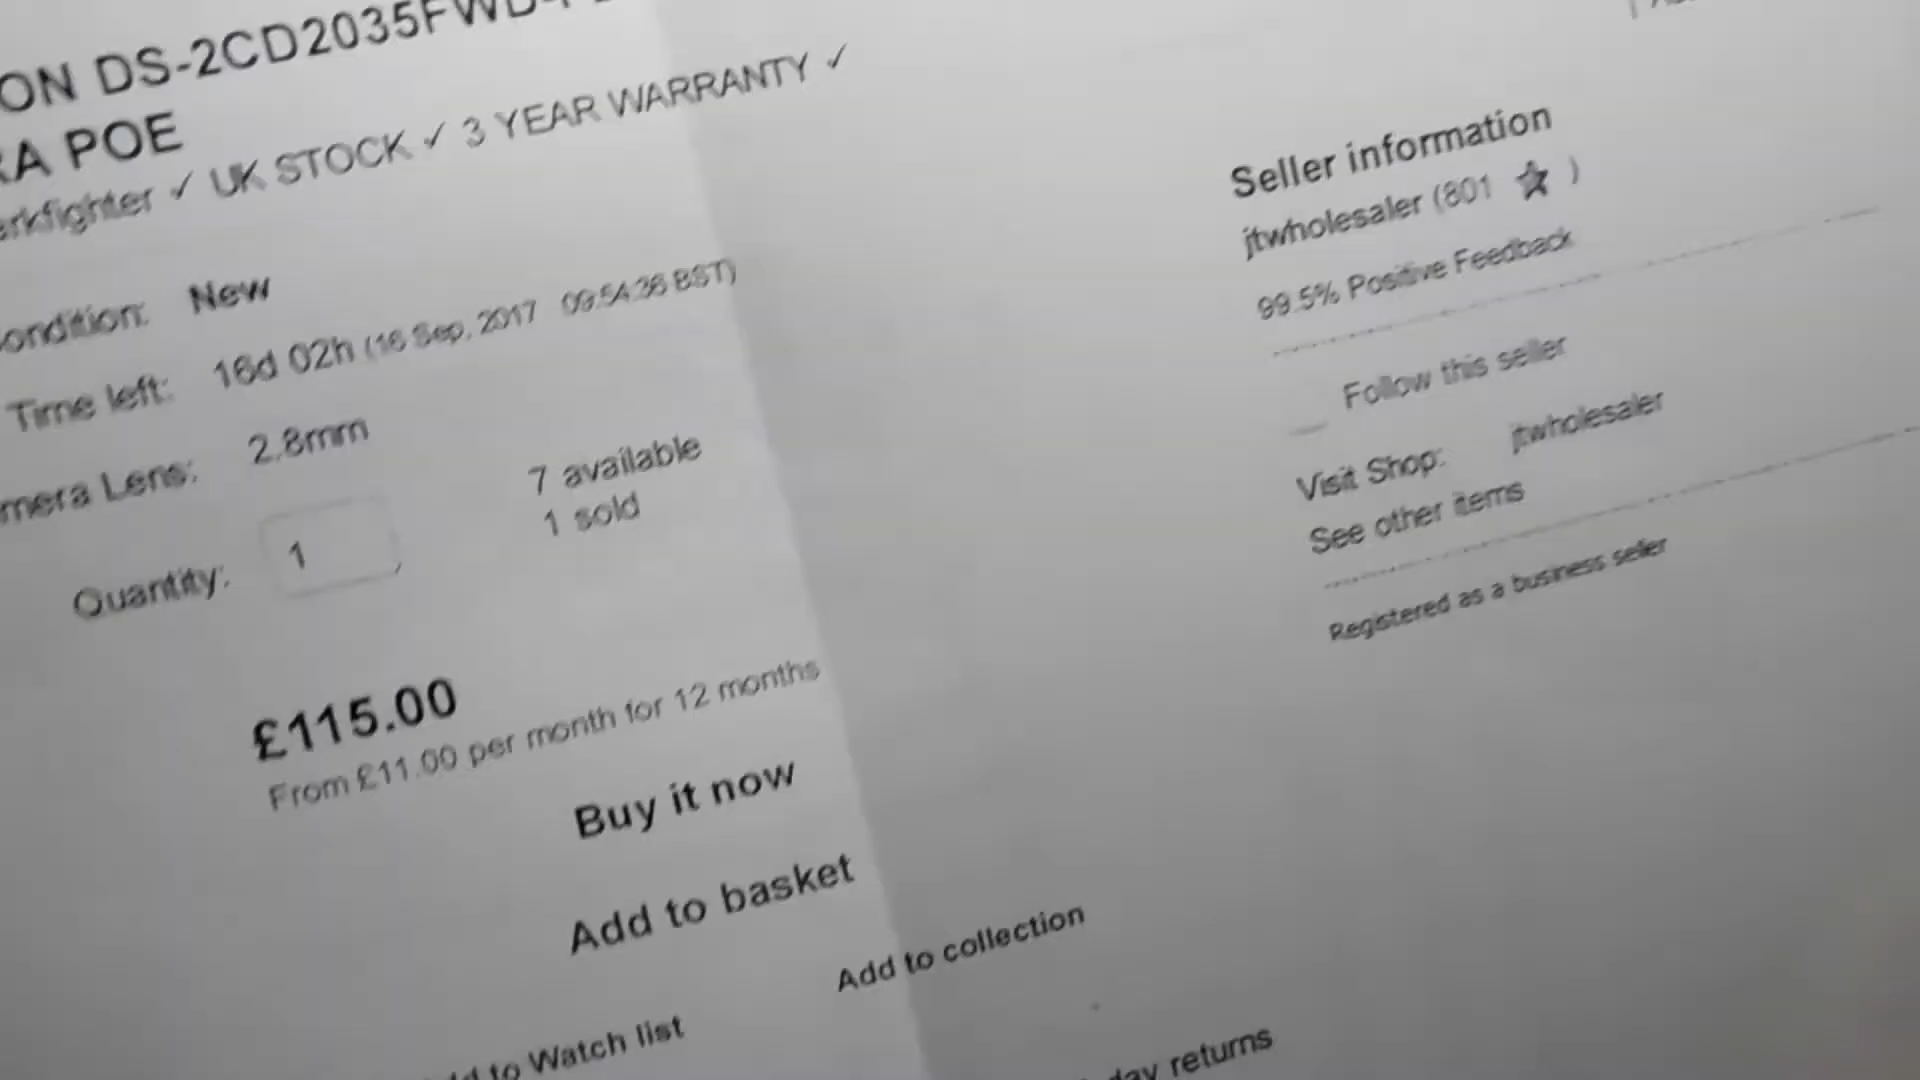 ON DS-2CD2035FWD-
RA POE
arkfighter ✓ UK STOCK ✓ 3 YEAR WARRANTY ✓
ondition: New
Time left: 16d 02h (16 Sep, 2017 09:54:36 BST)
mera Lens: 2.8mm
Quantity: 1
7 available
1 sold
£115.00
From £11.00 per month for 12 months
Buy it now
Add to basket
Add to collection
dd to Watch list
day returns
Seller information
jtwholesaler (801 ☆ )
99.5% Positive Feedback
Follow this seller
Visit Shop: jtwholesaler
See other items
Registered as a business seller